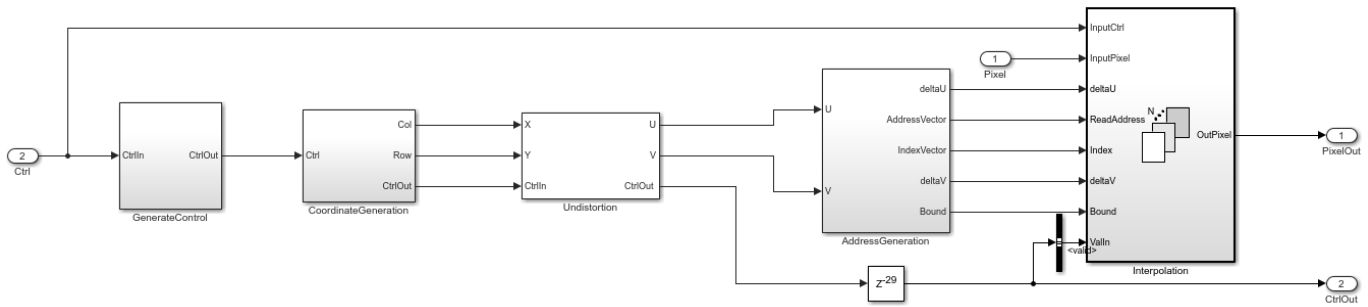 2
Ctrl
CtrlIn
CtrlOut
GenerateControl
Ctrl
Col
Row
CtrlOut
CoordinateGeneration
X
Y
CtrlIn
U
V
CtrlOut
Undistortion
U
V
deltaU
AddressVector
IndexVector
deltaV
Bound
AddressGeneration
Z-29
1
Pixel
<valid>
InputCtrl
InputPixel
deltaU
ReadAddress
Index
deltaV
Bound
ValIn
N
OutPixel
Interpolation
1
PixelOut
2
CtrlOut